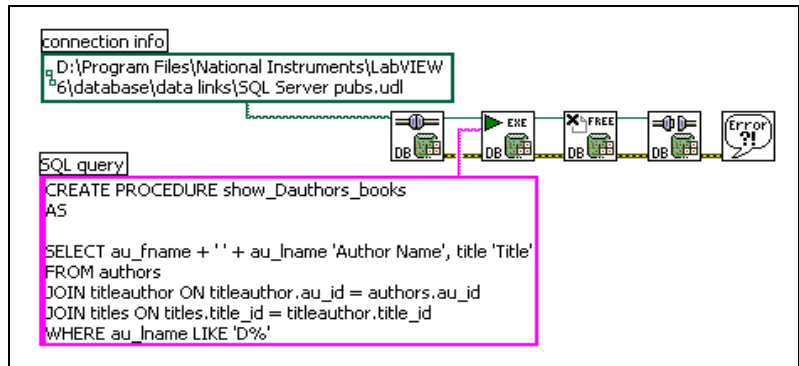 connection info
D:\Program Files\National Instruments\LabVIEW
6\database\data links\SQL Server pubs.udl
EXE
FREE
Error
?!
DB
DB
DB
DB
SQL query
CREATE PROCEDURE show_Dauthors_books
AS
SELECT au_fname + ' ' + au_lname 'Author Name', title 'Title'
FROM authors
JOIN titleauthor ON titleauthor.au_id = authors.au_id
JOIN titles ON titles.title_id = titleauthor.title_id
WHERE au_lname LIKE 'D%'